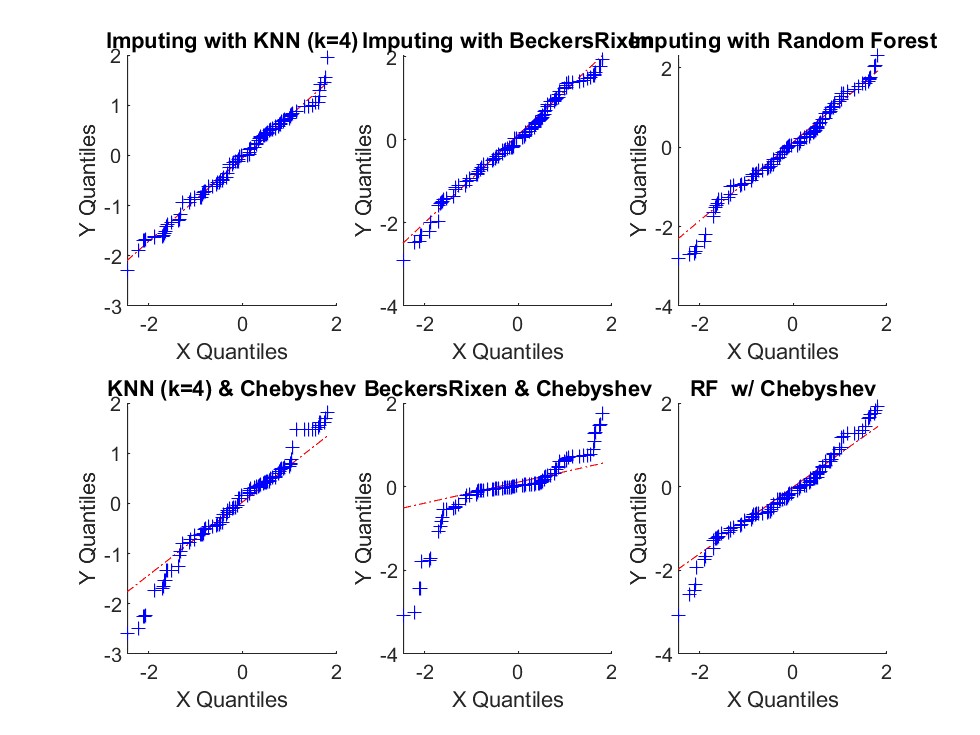 Imputing with KNN (k=4)
Imputing with BeckersRixen
Imputing with Random Forest
2
1
0
-1
-2
-3
Y Quantiles
-2
0
2
X Quantiles
2
0
-2
-4
Y Quantiles
-2
0
2
X Quantiles
2
0
-2
-4
Y Quantiles
-2
0
2
X Quantiles
KNN (k=4) & Chebyshev
BeckersRixen & Chebyshev
RF w/ Chebyshev
2
1
0
-1
-2
-3
Y Quantiles
-2
0
2
X Quantiles
2
0
-2
-4
Y Quantiles
-2
0
2
X Quantiles
2
0
-2
-4
Y Quantiles
-2
0
2
X Quantiles